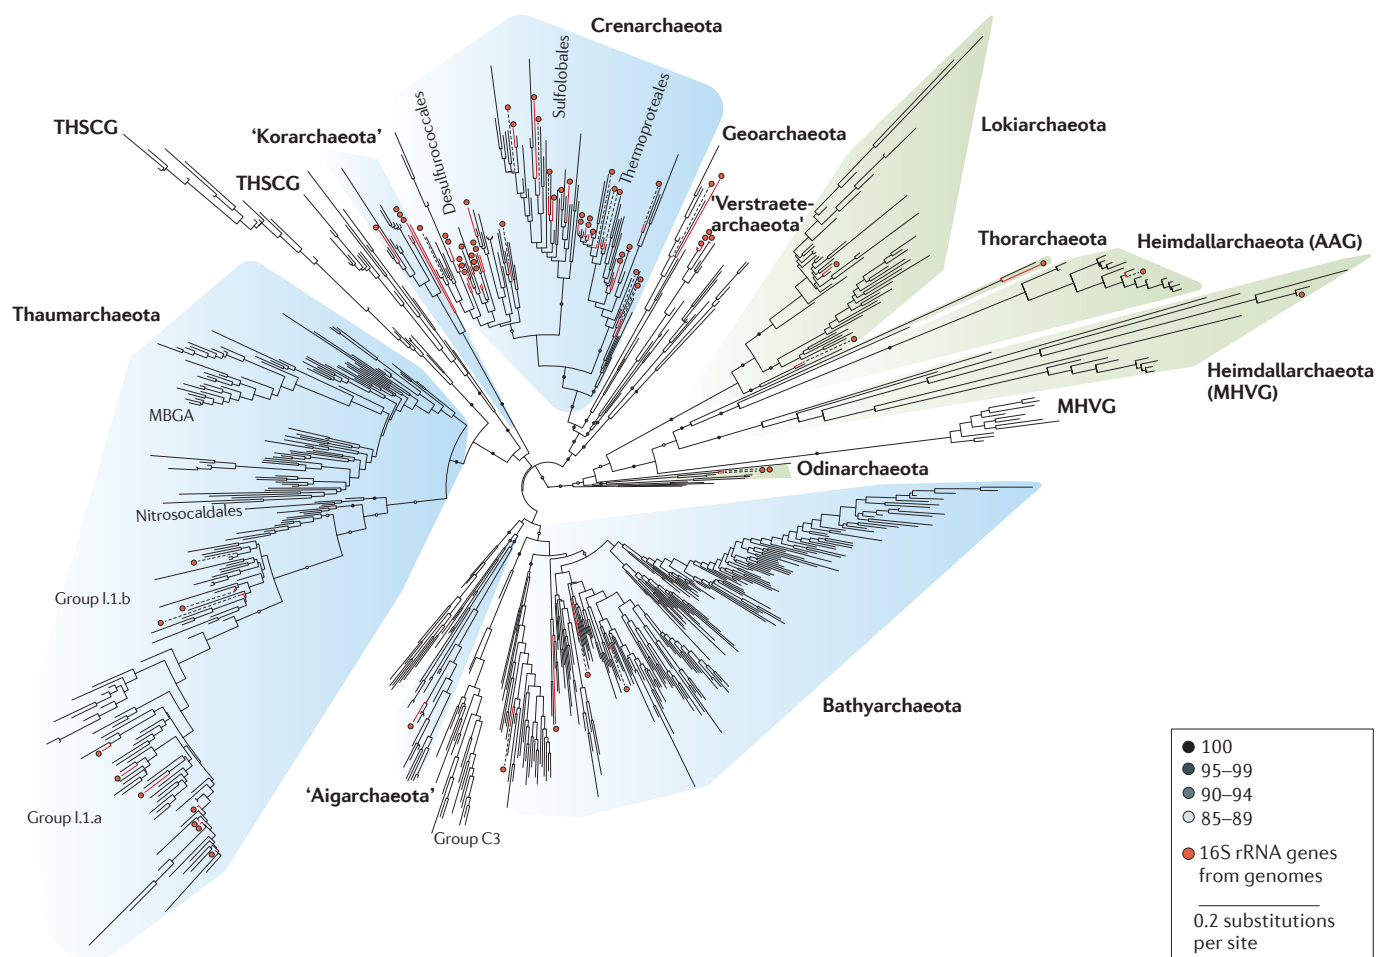 Crenarchaeota
Sulfolobales
Desulfurococcales
Thermoproteales
THSCG
'Korarchaeota'
THSCG
Geoarchaeota
'Verstraete-
archaeota'
Lokiarchaeota
Thorarchaeota
Heimdallarchaeota (AAG)
Heimdallarchaeota
(MHVG)
MHVG
Odinarchaeota
Thaumarchaeota
MBGA
Nitrosocaldales
Group I.1.b
Group I.1.a
'Aigarchaeota'
Group C3
Bathyarchaeota
100
95–99
90–94
85–89
16S rRNA genes
from genomes
0.2 substitutions
per site